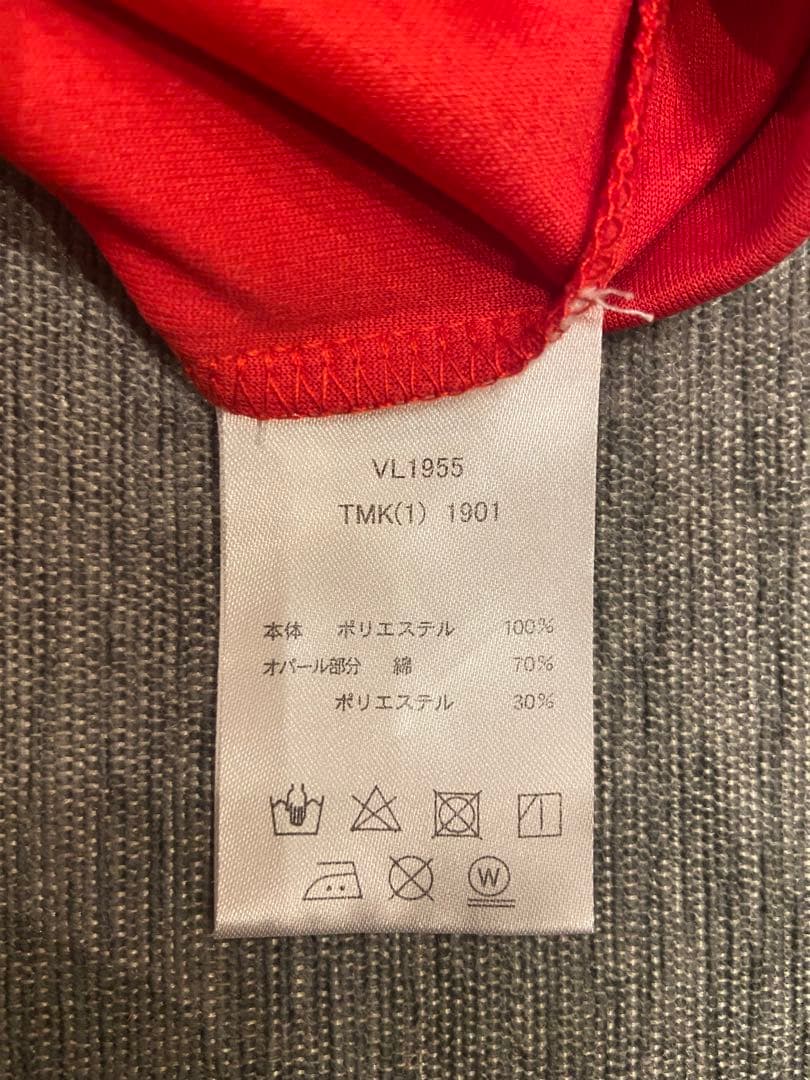 VL1955
TMK(1) 1901
本体 ポリエステル 100%
オパール部分 綿 70%
ポリエステル 30%
W